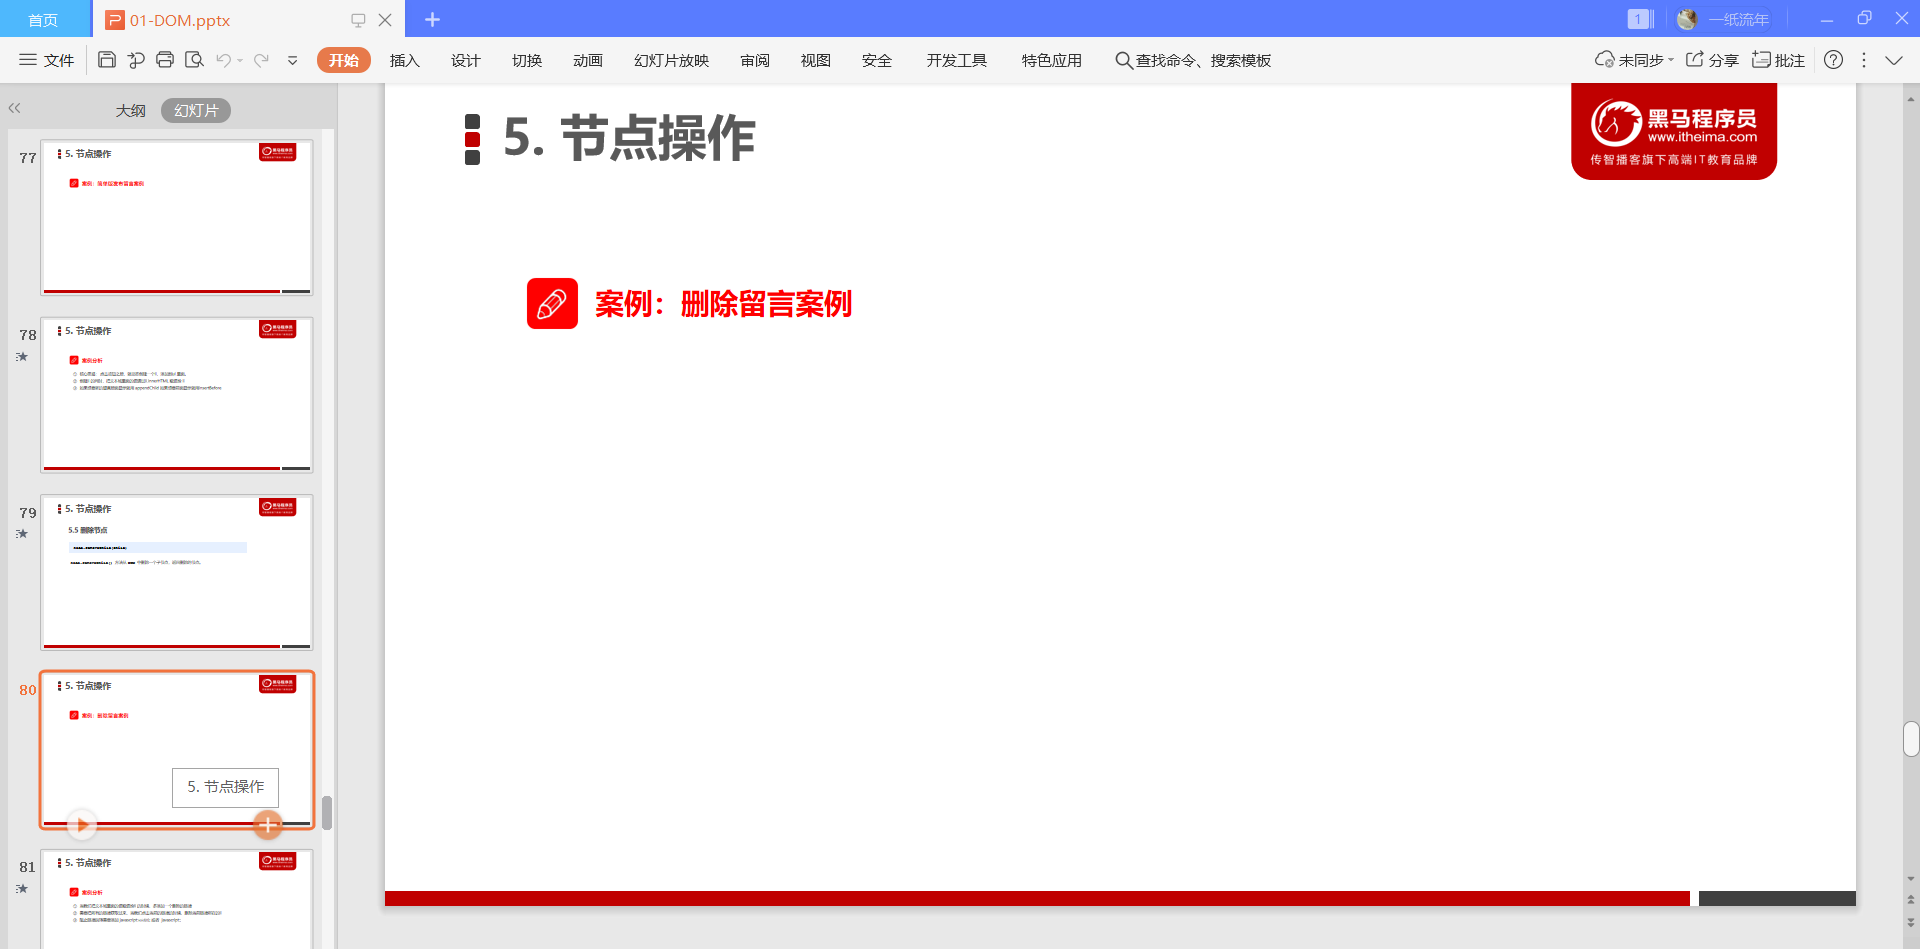 首页
01-DOM.pptx
1
一纸流年
文件
开始
插入
设计
切换
动画
幻灯片放映
审阅
视图
安全
开发工具
特色应用
查找命令、搜索模板
未同步
分享
批注
大纲
幻灯片
77
5. 节点操作
案例：简单版发布留言案例
78
5. 节点操作
案例分析
79
5. 节点操作
5.5 删除节点
node.removeChild(child)
80
5. 节点操作
案例：删除留言案例
5. 节点操作
81
5. 节点操作
案例分析
5. 节点操作
黑马程序员
www.itheima.com
传智播客旗下高端IT教育品牌
案例：删除留言案例